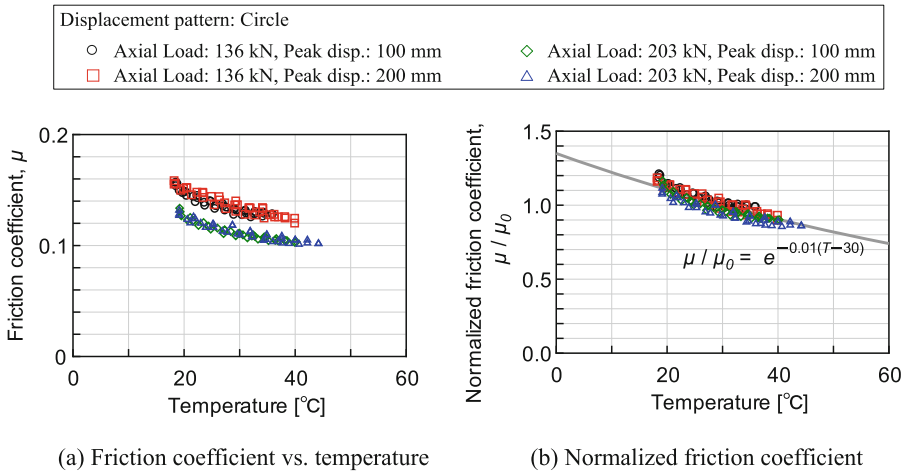 Displacement pattern: Circle
Axial Load: 136 kN, Peak disp.: 100 mm
Axial Load: 203 kN, Peak disp.: 100 mm
Axial Load: 136 kN, Peak disp.: 200 mm
Axial Load: 203 kN, Peak disp.: 200 mm
Friction coefficient, μ
0.2
0.1
0
0 20 40 60
Temperature [℃]
Normalized friction coefficient,
μ / μ₀
1.5
1.0
0.5
0.0
0 20 40 60
μ / μ₀ = e^−0.01(T−30)
Temperature [℃]
(a) Friction coefficient vs. temperature
(b) Normalized friction coefficient